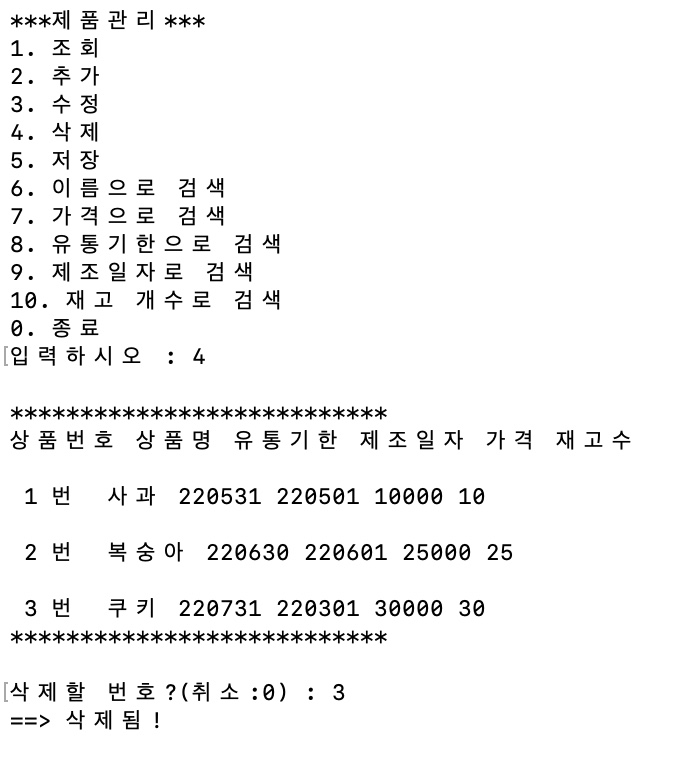 ***제품관리***
1. 조회
2. 추가
3. 수정
4. 삭제
5. 저장
6. 이름으로 검색
7. 가격으로 검색
8. 유통기한으로 검색
9. 제조일자로 검색
10. 재고 개수로 검색
0. 종료
[입력하시오 : 4
***************************
상품번호 상품명 유통기한 제조일자 가격 재고수
1 번 사과 220531 220501 10000 10
2 번 복숭아 220630 220601 25000 25
3 번 쿠키 220731 220301 30000 30
***************************
[삭제할 번호?(취소:0) : 3
==> 삭제됨!